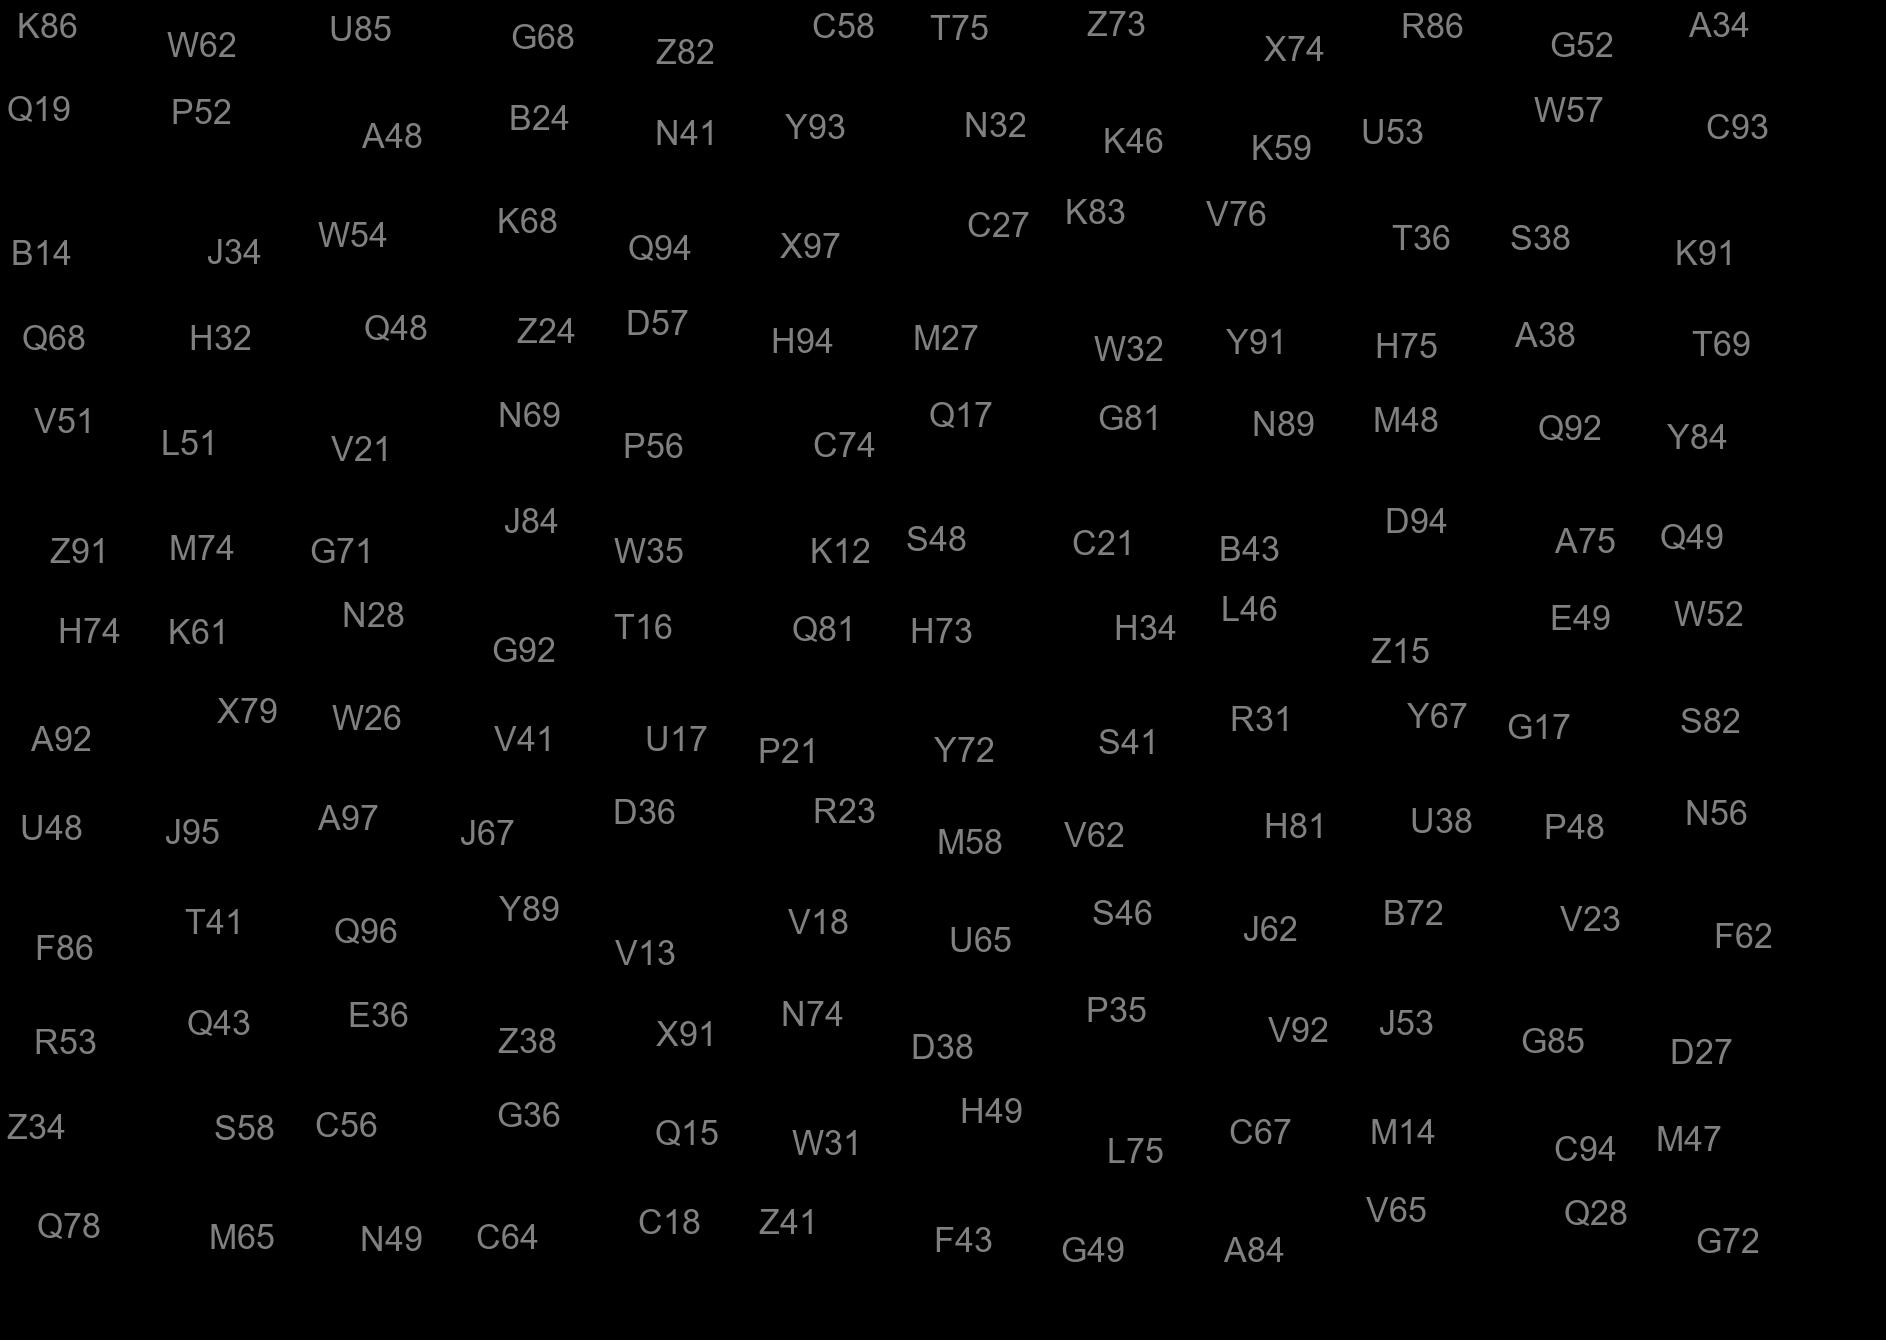 K86 W62 U85 G68 Z82 C58 T75 Z73 X74 R86 G52 A34
Q19 P52 A48 B24 N41 Y93 N32 K46 K59 U53 W57 C93
B14 J34 W54 K68 Q94 X97 C27 K83 V76 T36 S38 K91
Q68 H32 Q48 Z24 D57 H94 M27 W32 Y91 H75 A38 T69
V51 L51 V21 N69 P56 C74 Q17 G81 N89 M48 Q92 Y84
Z91 M74 G71 J84 W35 K12 S48 C21 B43 D94 A75 Q49
H74 K61 N28 G92 T16 Q81 H73 H34 L46 Z15 E49 W52
A92 X79 W26 V41 U17 P21 Y72 S41 R31 Y67 G17 S82
U48 J95 A97 J67 D36 R23 M58 V62 H81 U38 P48 N56
F86 T41 Q96 Y89 V13 V18 U65 S46 J62 B72 V23 F62
R53 Q43 E36 Z38 X91 N74 D38 P35 V92 J53 G85 D27
Z34 S58 C56 G36 Q15 W31 H49 L75 C67 M14 C94 M47
Q78 M65 N49 C64 C18 Z41 F43 G49 A84 V65 Q28 G72